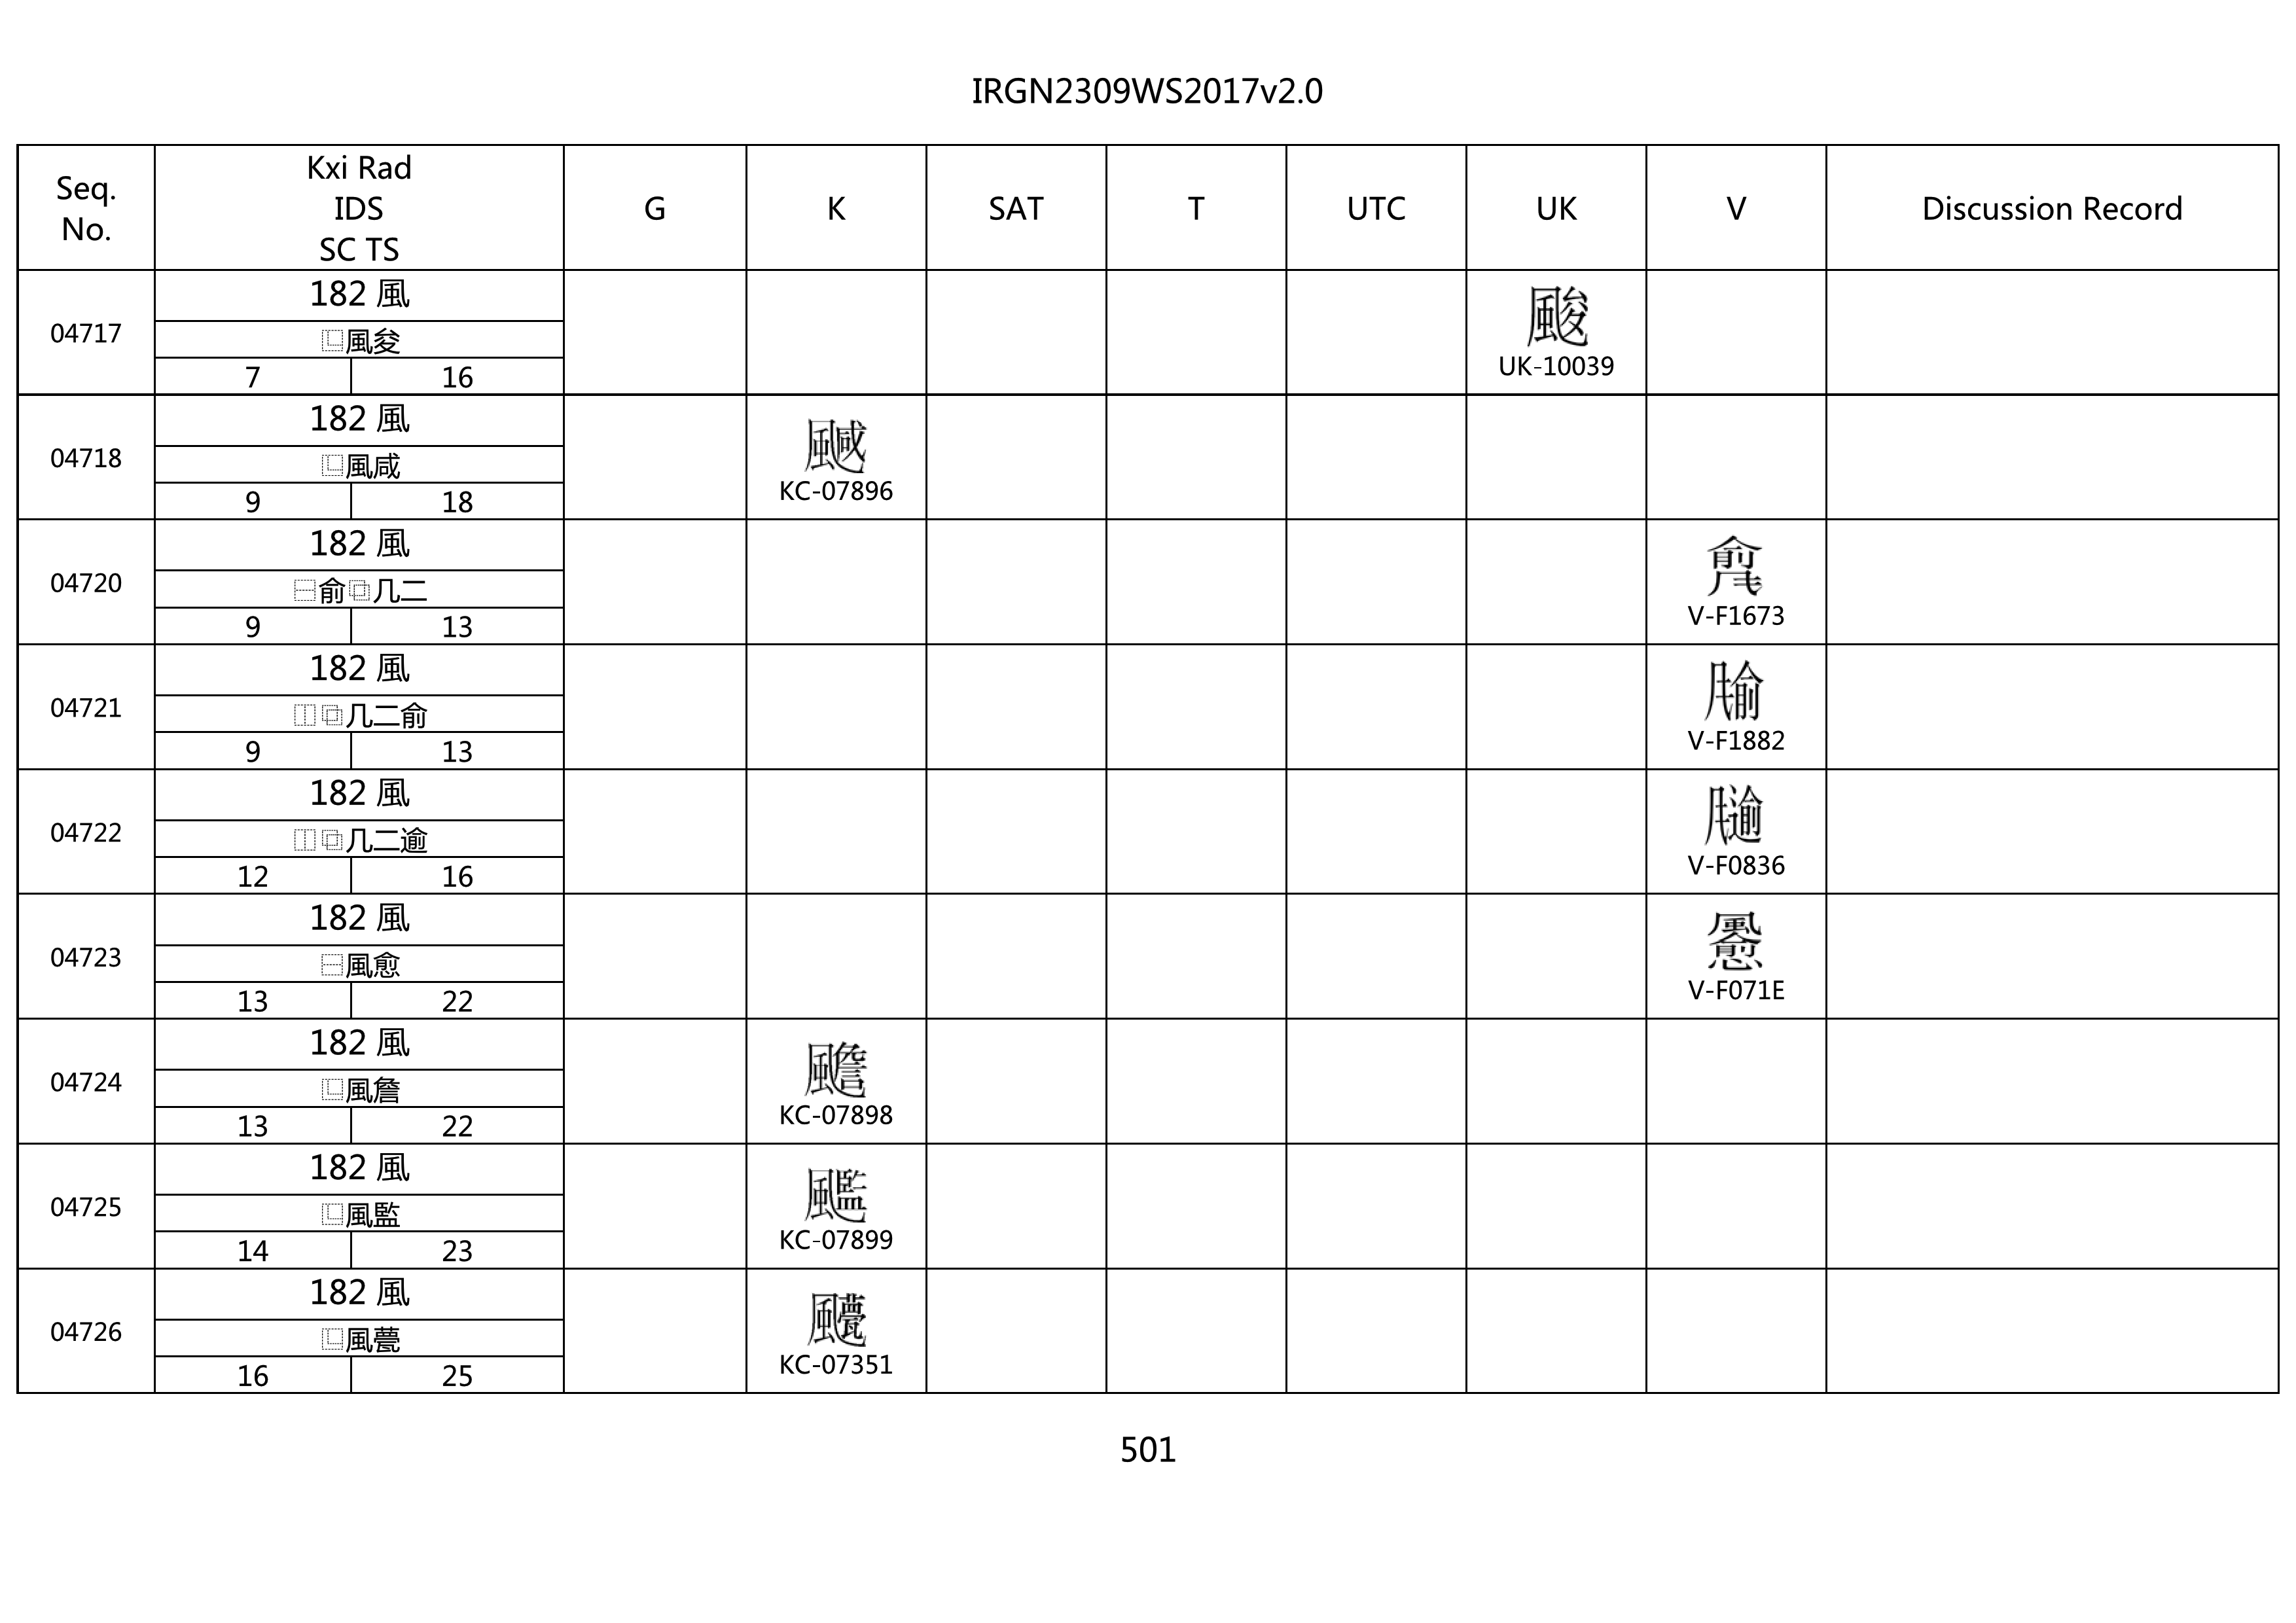 IRGN2309WS2017v2.0
Seq. No.
Kxi Rad
IDS
SC TS
G
K
SAT
T
UTC
UK
V
Discussion Record
04717
182 風
⿺風夋
7 16
UK-10039
04718
182 風
⿺風咸
9 18
KC-07896
04720
182 風
⿱俞⿻几二
9 13
V-F1673
04721
182 風
⿰⿻几二俞
9 13
V-F1882
04722
182 風
⿰⿻几二逾
12 16
V-F0836
04723
182 風
⿱風愈
13 22
V-F071E
04724
182 風
⿺風詹
13 22
KC-07898
04725
182 風
⿺風監
14 23
KC-07899
04726
182 風
⿺風甍
16 25
KC-07351
501